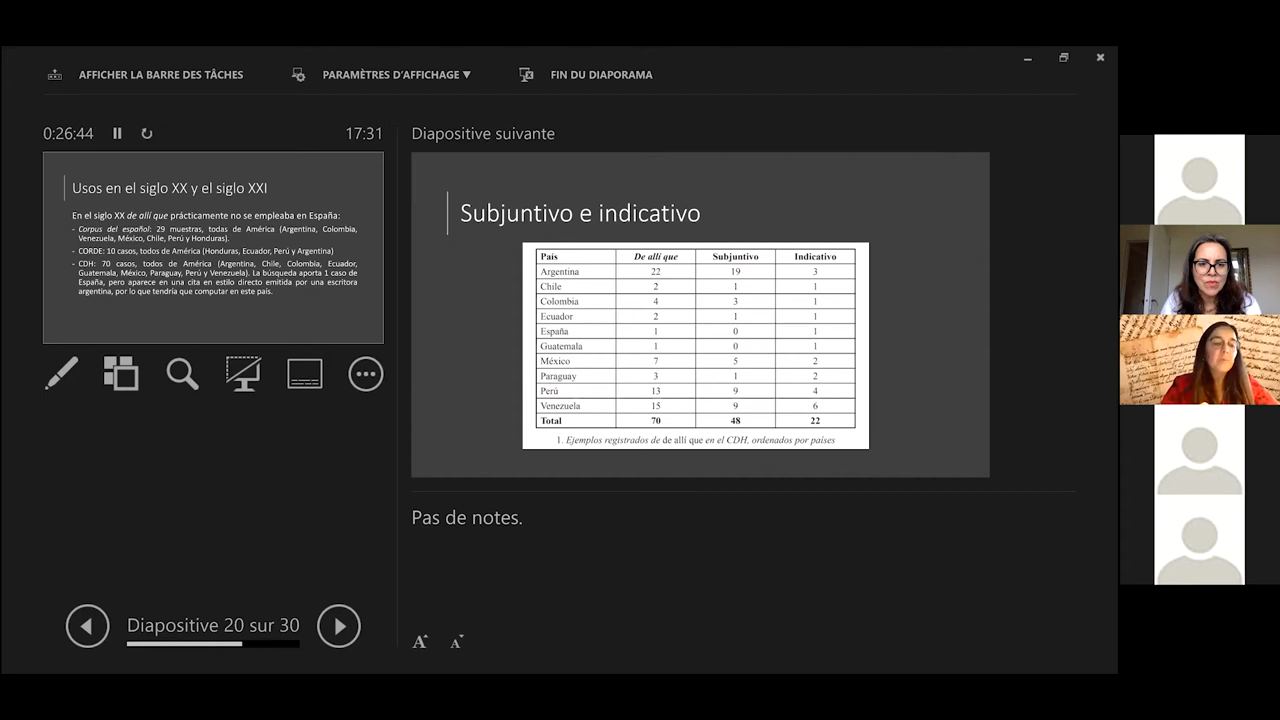 AFFICHER LA BARRE DES TÂCHES PARAMÈTRES D'AFFICHAGE ▼ FIN DU DIAPORAMA
0:26:44 17:31
Usos en el siglo XX y el siglo XXI
En el siglo XX de allí que prácticamente no se empleaba en España:
- Corpus del español: 29 muestras, todas de América (Argentina, Colombia,
Venezuela, México, Chile, Perú y Honduras).
- CORDE: 10 casos, todos de América (Honduras, Ecuador, Perú y Argentina)
- CDH: 70 casos, todos de América (Argentina, Chile, Colombia, Ecuador,
Guatemala, México, Paraguay, Perú y Venezuela). La búsqueda aporta 1 caso de
España, pero aparece en una cita en estilo directo emitida por una escritora
argentina, por lo que tendría que computar en este país.
Diapositive 20 sur 30
Diapositive suivante
Subjuntivo e indicativo
País De allí que Subjuntivo Indicativo
Argentina 22 19 3
Chile 2 1 1
Colombia 4 3 1
Ecuador 2 1 1
España 1 0 1
Guatemala 1 0 1
México 7 5 2
Paraguay 3 1 2
Perú 13 9 4
Venezuela 15 9 6
Total 70 48 22
1. Ejemplos registrados de de allí que en el CDH, ordenados por países
Pas de notes.
A A